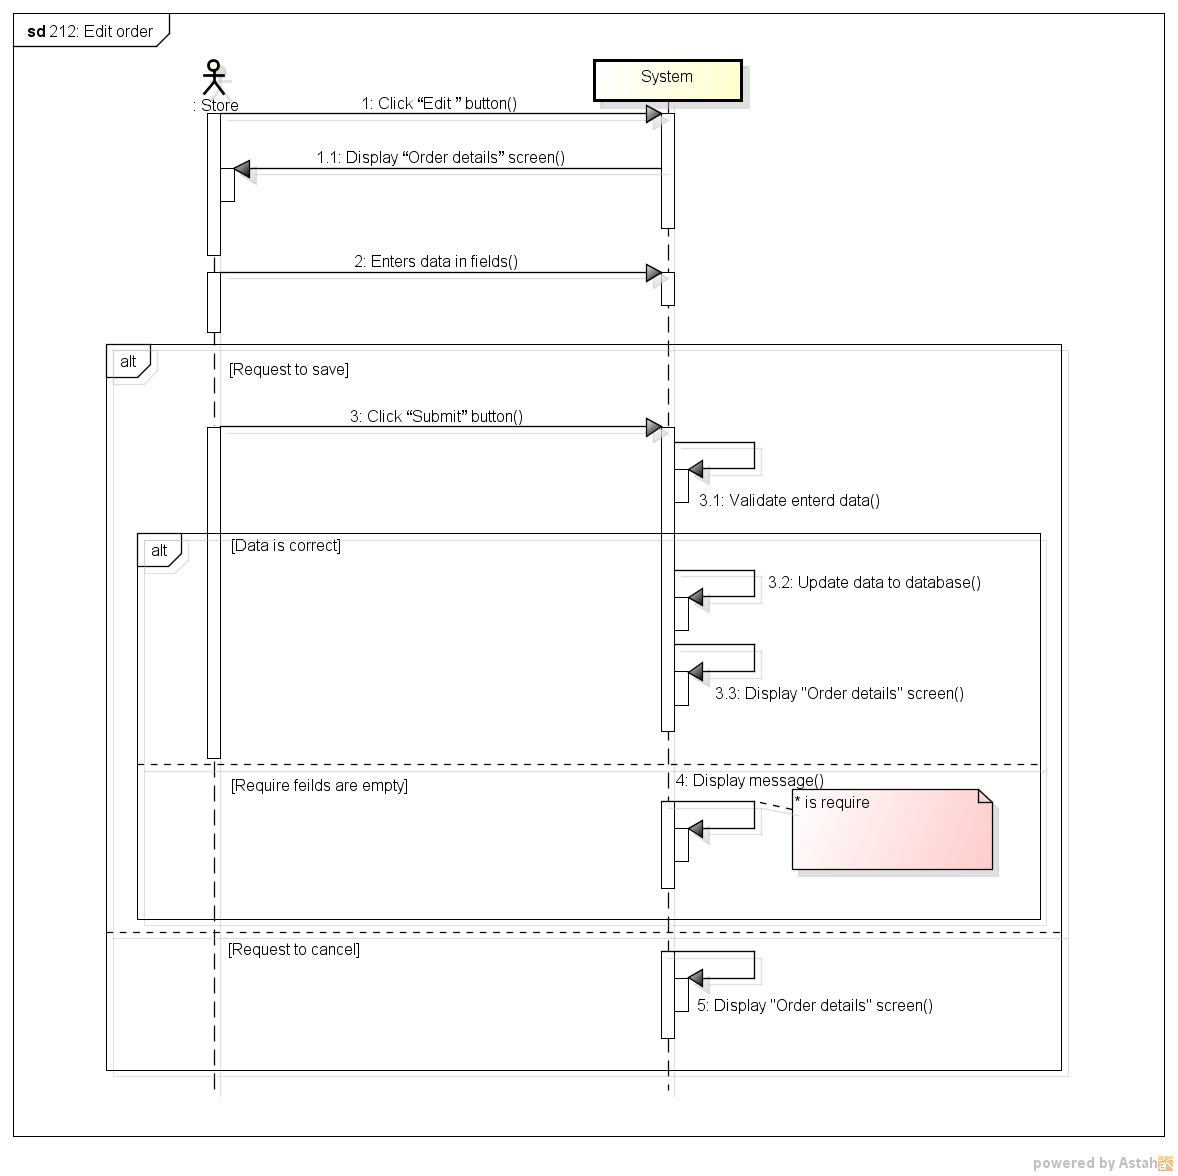 sd 212: Edit order
System
: Store
1: Click “Edit ” button()
1.1: Display “Order details” screen()
2: Enters data in fields()
alt
[Request to save]
3: Click “Submit” button()
3.1: Validate enterd data()
alt
[Data is correct]
3.2: Update data to database()
3.3: Display "Order details" screen()
[Require feilds are empty]
4: Display message()
* is require
[Request to cancel]
5: Display "Order details" screen()
powered by Astah